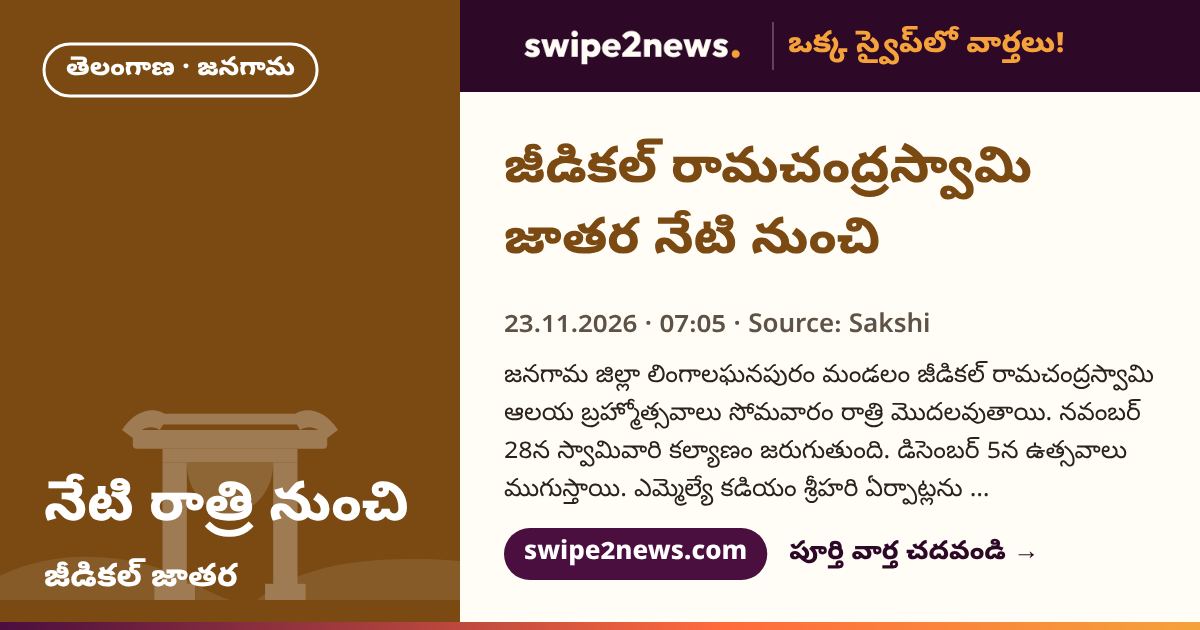 తెలంగాణ · జనగామ
swipe2news.
ఒక్క స్వైప్‌లో వార్తలు!
జీడికల్ రామచంద్రస్వామి
జాతర నేటి నుంచి
23.11.2026 · 07:05 · Source: Sakshi
జనగామ జిల్లా లింగాలఘనపురం మండలం జీడికల్ రామచంద్రస్వామి
ఆలయ బ్రహ్మోత్సవాలు సోమవారం రాత్రి మొదలవుతాయి. నవంబర్
28న స్వామివారి కల్యాణం జరుగుతుంది. డిసెంబర్ 5న ఉత్సవాలు
ముగుస్తాయి. ఎమ్మెల్యే కడియం శ్రీహరి ఏర్పాట్లను ...
నేటి రాత్రి నుంచి
జీడికల్ జాతర
swipe2news.com
పూర్తి వార్త చదవండి →